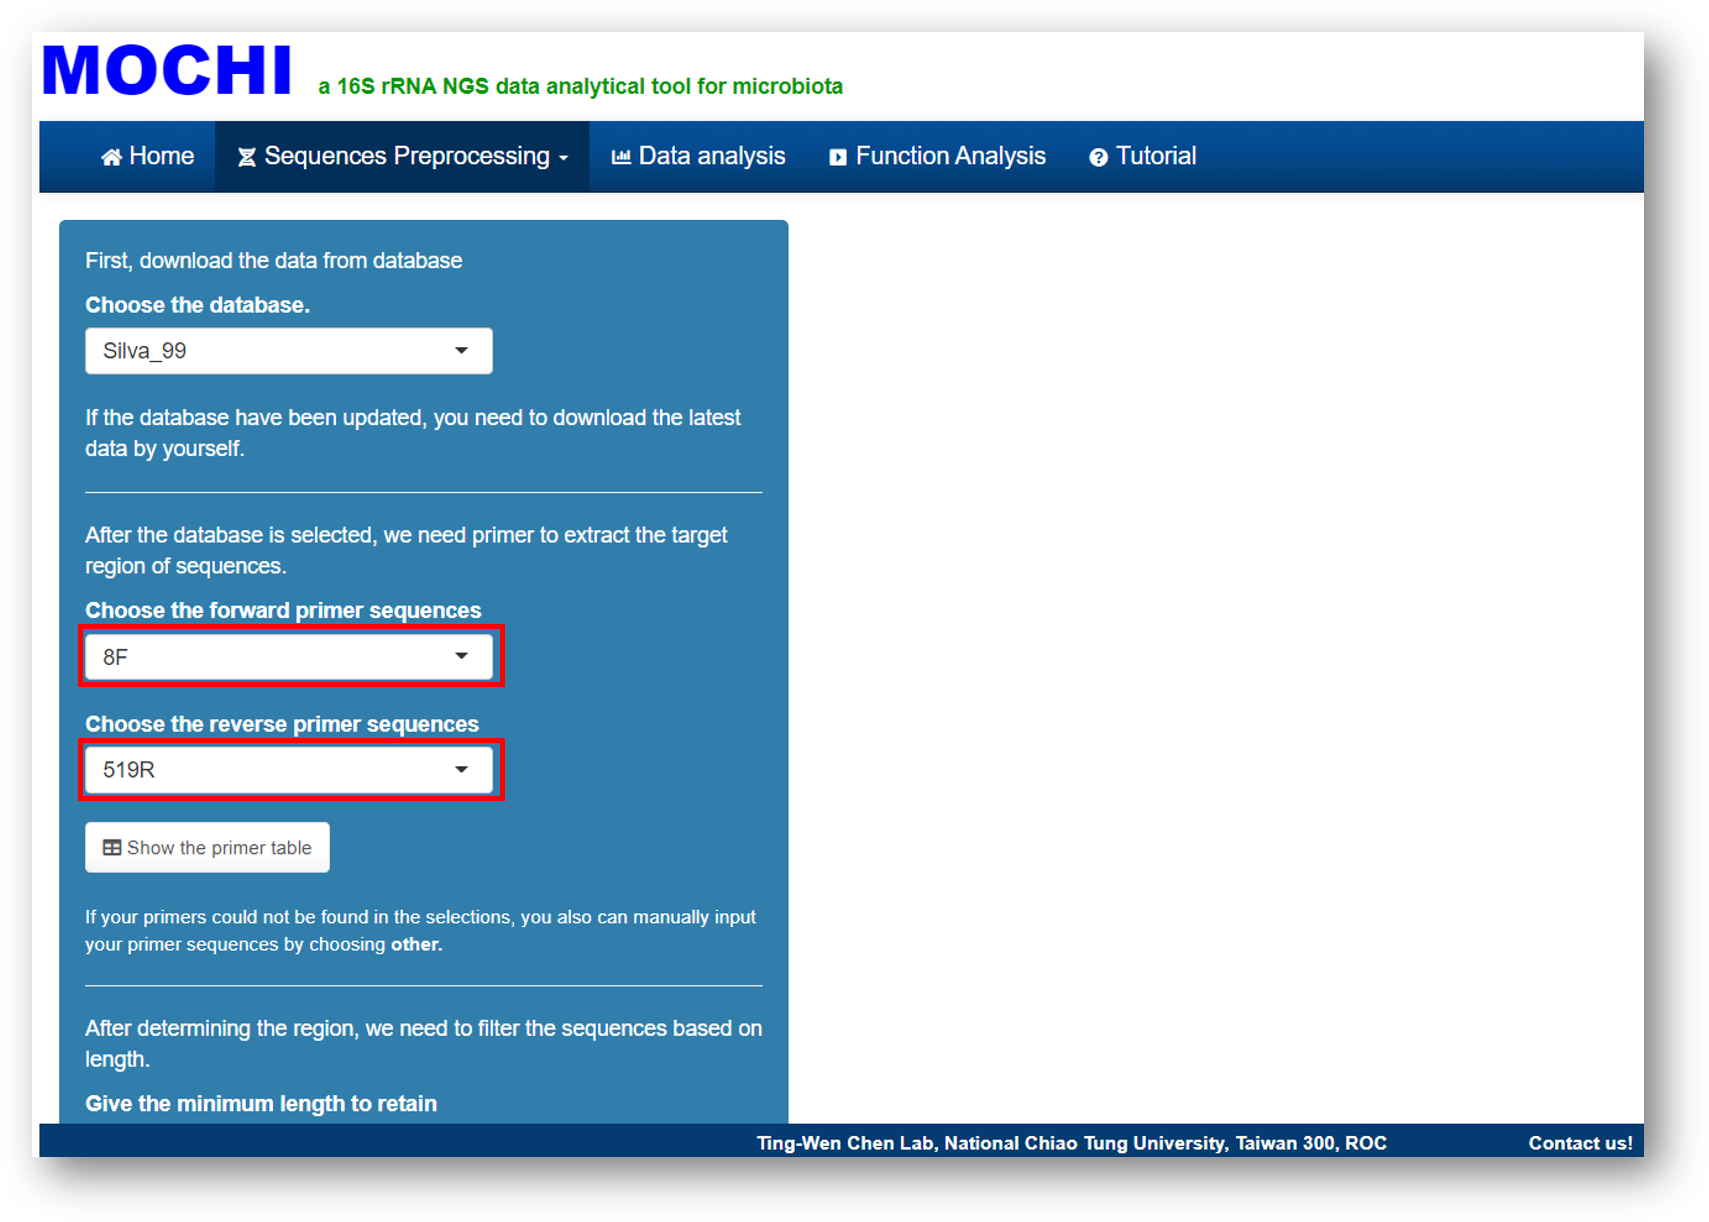 MOCHI a 16S rRNA NGS data analytical tool for microbiota
Home Sequences Preprocessing Data analysis Function Analysis Tutorial
First, download the data from database
Choose the database.
Silva_99
If the database have been updated, you need to download the latest
data by yourself.
After the database is selected, we need primer to extract the target
region of sequences.
Choose the forward primer sequences
8F
Choose the reverse primer sequences
519R
Show the primer table
If your primers could not be found in the selections, you also can manually input
your primer sequences by choosing other.
After determining the region, we need to filter the sequences based on
length.
Give the minimum length to retain
Ting-Wen Chen Lab, National Chiao Tung University, Taiwan 300, ROC Contact us!